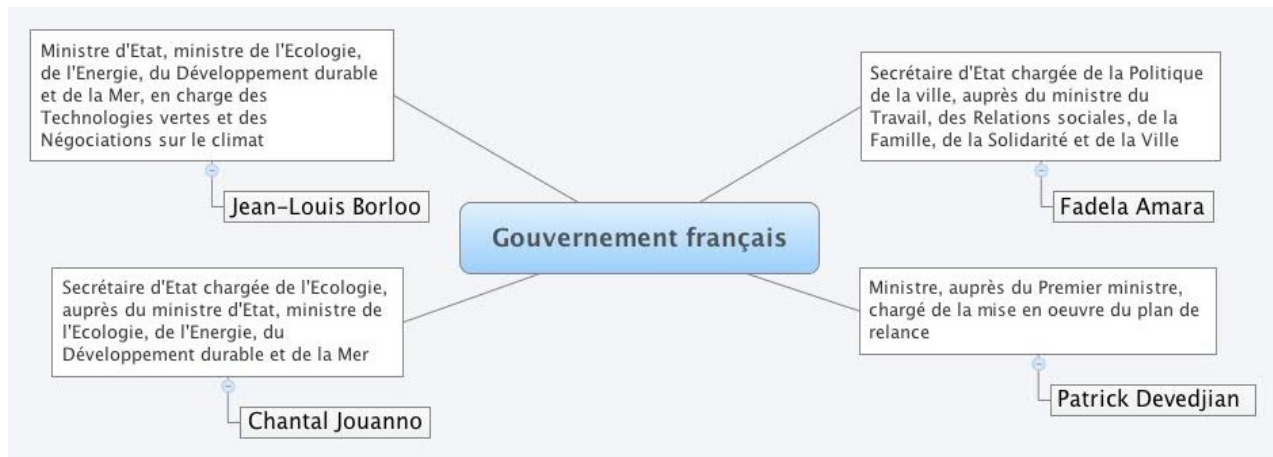 Ministre d'Etat, ministre de l'Ecologie,
de l'Energie, du Développement durable
et de la Mer, en charge des
Technologies vertes et des
Négociations sur le climat
Jean-Louis Borloo
Secrétaire d'Etat chargée de la Politique
de la ville, auprès du ministre du
Travail, des Relations sociales, de la
Famille, de la Solidarité et de la Ville
Fadela Amara
Gouvernement français
Secrétaire d'Etat chargée de l'Ecologie,
auprès du ministre d'Etat, ministre de
l'Ecologie, de l'Energie, du
Développement durable et de la Mer
Chantal Jouanno
Ministre, auprès du Premier ministre,
chargé de la mise en oeuvre du plan de
relance
Patrick Devedjian